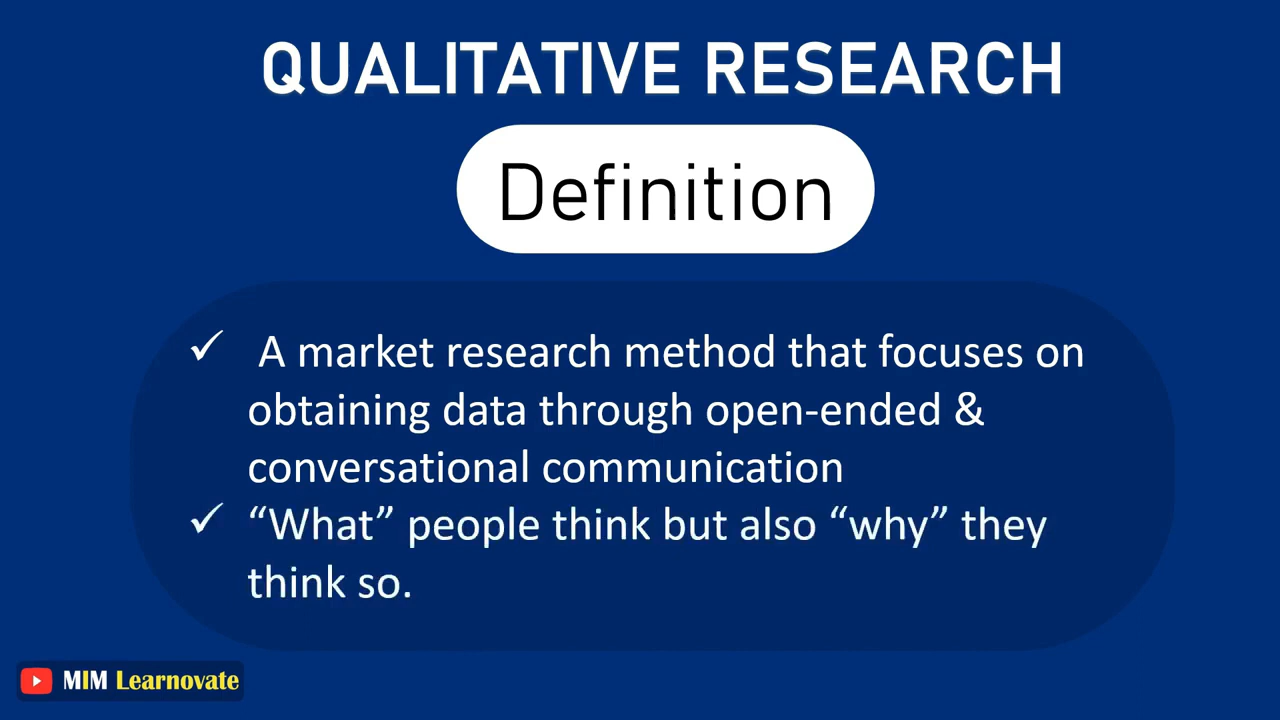 QUALITATIVE RESEARCH
Definition
✓ A market research method that focuses on
obtaining data through open-ended &
conversational communication
✓ “What” people think but also “why” they
think so.
MIM Learnovate